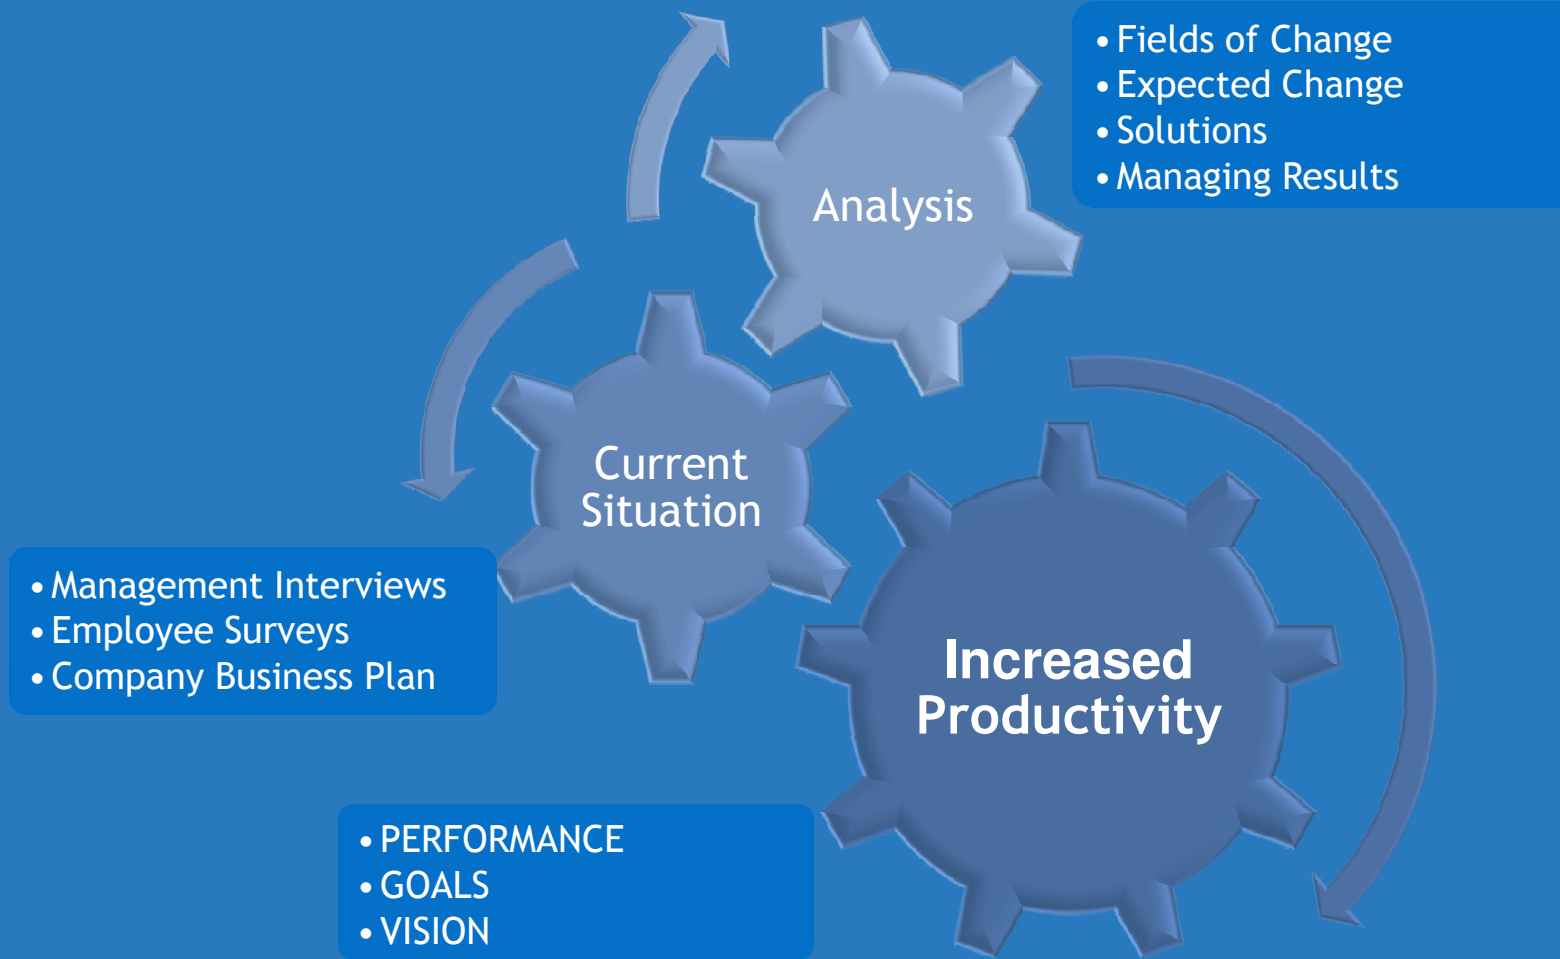 • Fields of Change
• Expected Change
• Solutions
• Managing Results
Analysis
Current
Situation
• Management Interviews
• Employee Surveys
• Company Business Plan
Increased
Productivity
• PERFORMANCE
• GOALS
• VISION